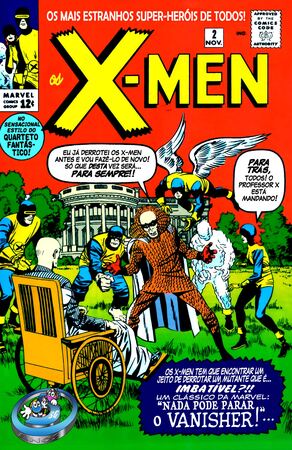 OS MAIS ESTRANHOS SUPER-HERÓIS DE TODOS!
APPROVED
BY THE
COMICS
CODE
AUTHORITY
2
NOV.
IND.
MARVEL
COMICS
GROUP
12¢
OS
X-MEN
NO
SENSACIONAL
ESTILO DO
QUARTETO
FANTÁS-
TICO!
EU JÁ DERROTEI OS X-MEN
ANTES E VOU FAZÊ-LO DE NOVO!
SÓ QUE DESTA VEZ SERÁ...
PARA SEMPRE!
PARA
TRÁS,
TODOS! O
PROFESSOR X
ESTÁ
MANDANDO!
OS X-MEN TEM QUE ENCONTRAR UM
JEITO DE DERROTAR UM MUTANTE QUE É...
IMBATÍVEL?!!
UM CLÁSSICO DA MARVEL:
"NADA PODE PARAR
O VANISHER!"...